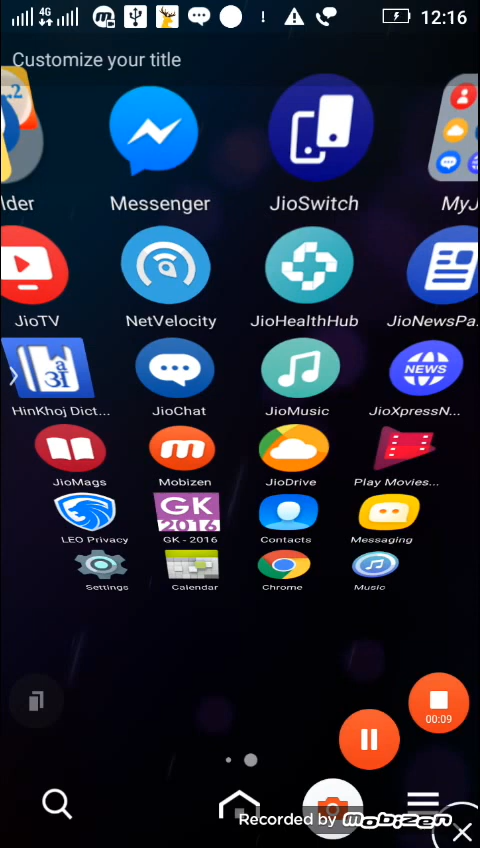 4G 12:16
Customize your title
lder Messenger JioSwitch MyJ
JioTV NetVelocity JioHealthHub JioNewsPa...
HinKhoj Dict... JioChat JioMusic JioXpressN...
NEWS
JioMags Mobizen JioDrive Play Movies...
GK
2016
LEO Privacy GK - 2016 Contacts Messaging
Settings Calendar Chrome Music
00:09
Recorded by mobizen